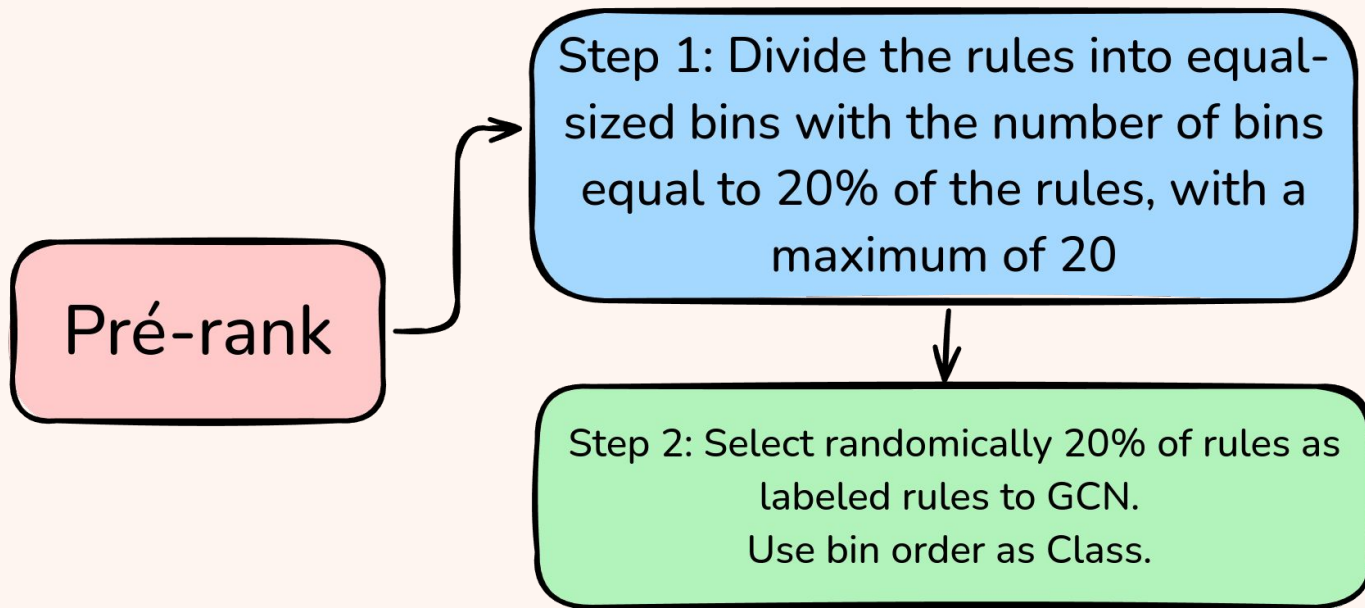 Pré-rank
Step 1: Divide the rules into equal-
sized bins with the number of bins
equal to 20% of the rules, with a
maximum of 20
Step 2: Select randomically 20% of rules as
labeled rules to GCN.
Use bin order as Class.